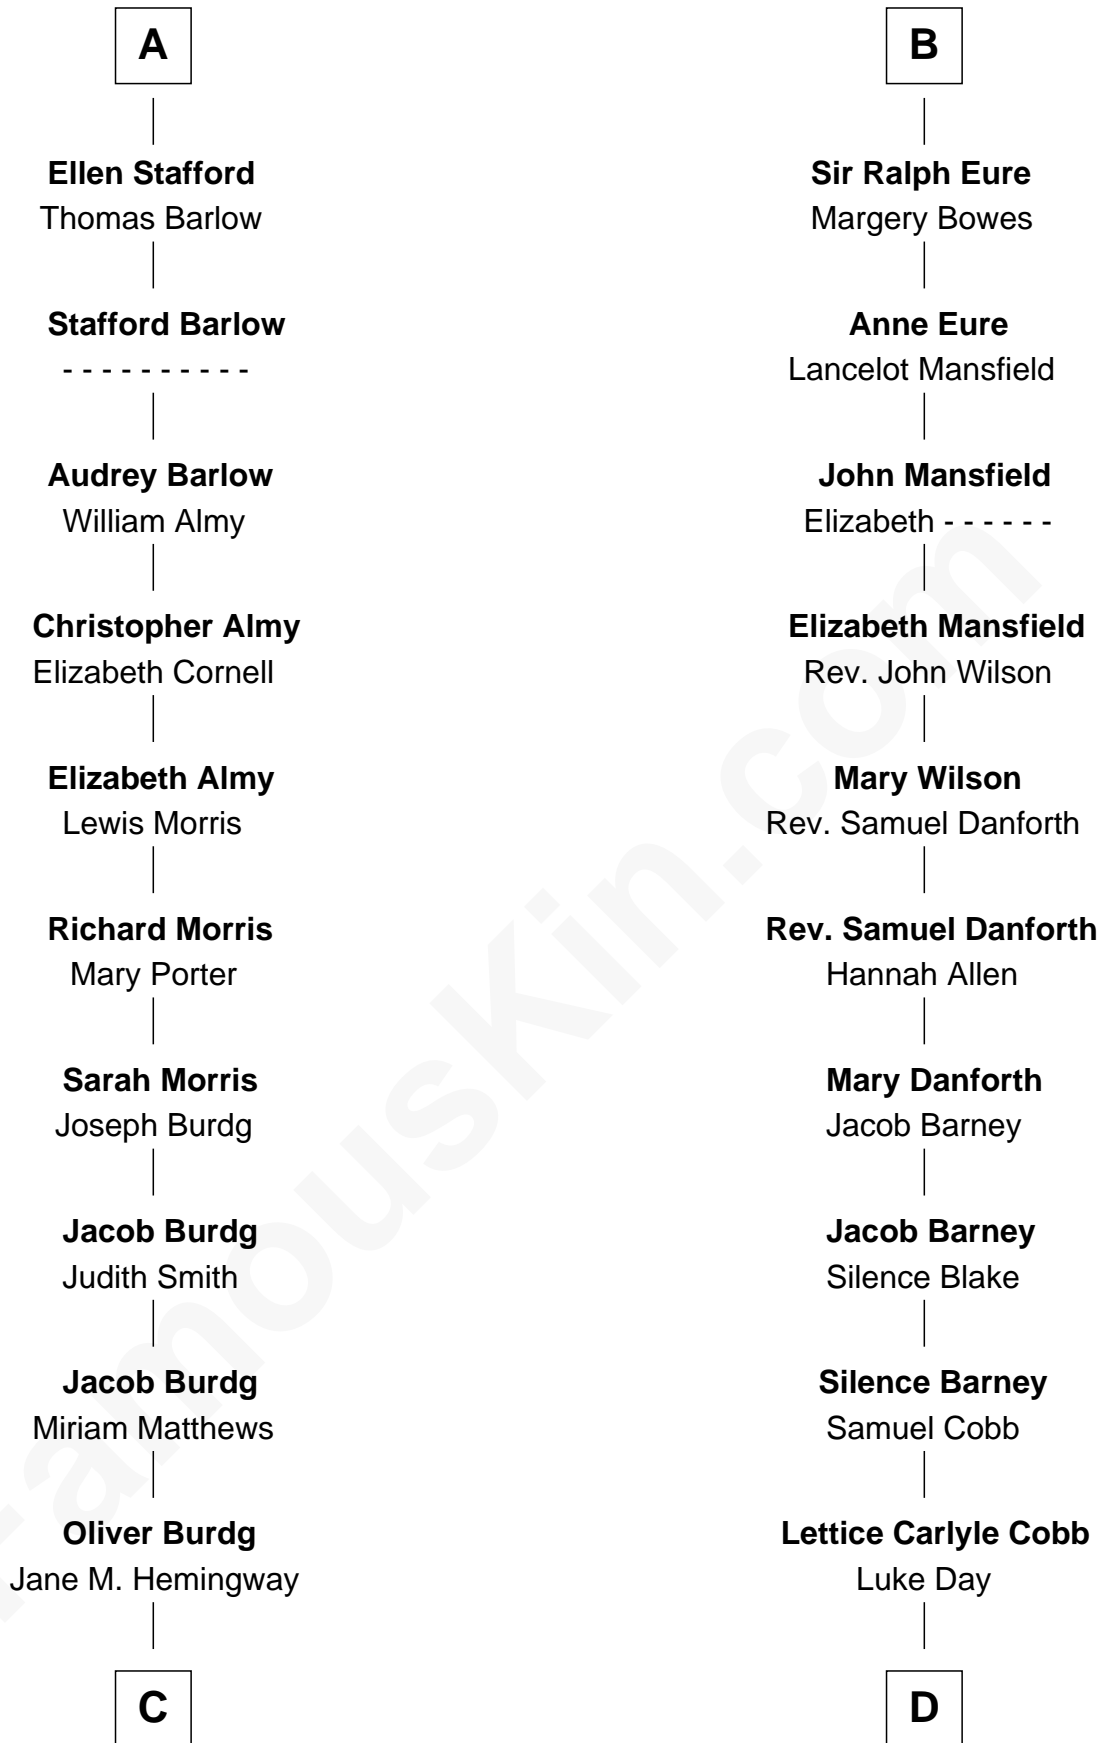 A
Ellen Stafford
Thomas Barlow
Stafford Barlow
- - - - - - - - - -
Audrey Barlow
William Almy
Christopher Almy
Elizabeth Cornell
Elizabeth Almy
Lewis Morris
Richard Morris
Mary Porter
Sarah Morris
Joseph Burdg
Jacob Burdg
Judith Smith
Jacob Burdg
Miriam Matthews
Oliver Burdg
Jane M. Hemingway
C
B
Sir Ralph Eure
Margery Bowes
Anne Eure
Lancelot Mansfield
John Mansfield
Elizabeth - - - - - -
Elizabeth Mansfield
Rev. John Wilson
Mary Wilson
Rev. Samuel Danforth
Rev. Samuel Danforth
Hannah Allen
Mary Danforth
Jacob Barney
Jacob Barney
Silence Blake
Silence Barney
Samuel Cobb
Lettice Carlyle Cobb
Luke Day
D
FamousKin.com